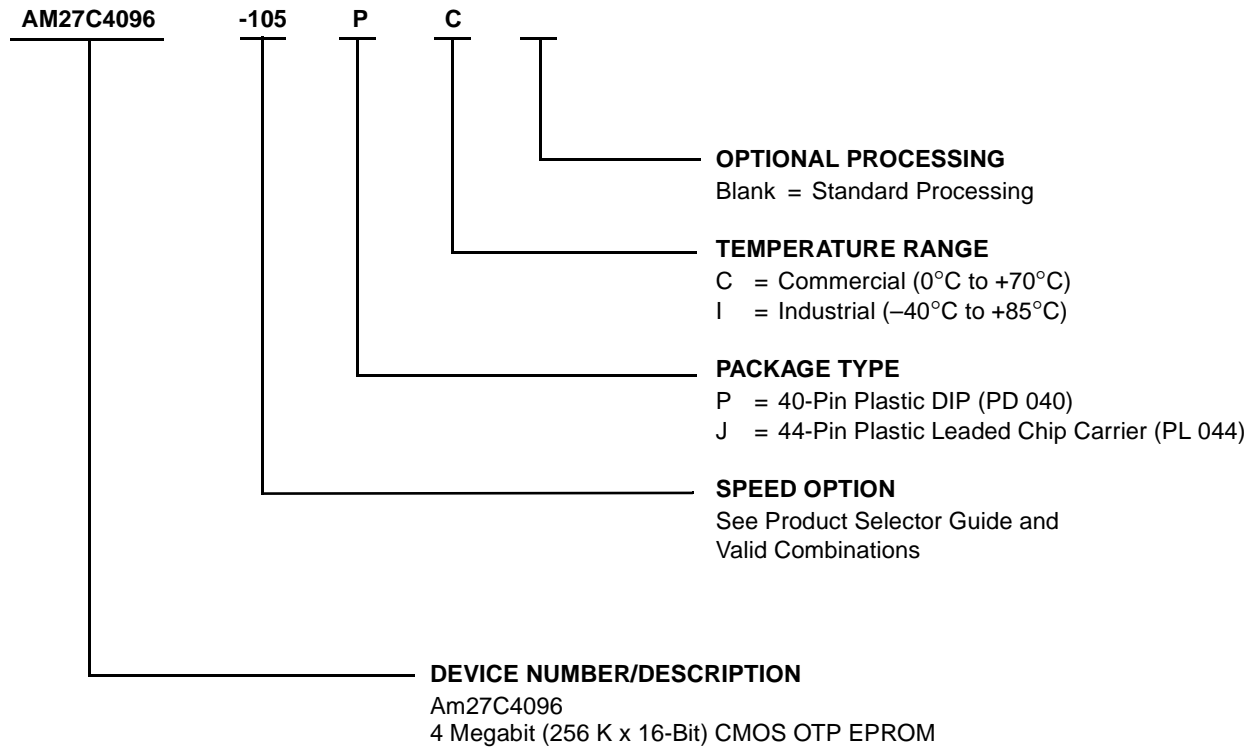 AM27C4096 -105 P C
OPTIONAL PROCESSING
Blank = Standard Processing
TEMPERATURE RANGE
C = Commercial (0°C to +70°C)
I = Industrial (–40°C to +85°C)
PACKAGE TYPE
P = 40-Pin Plastic DIP (PD 040)
J = 44-Pin Plastic Leaded Chip Carrier (PL 044)
SPEED OPTION
See Product Selector Guide and
Valid Combinations
DEVICE NUMBER/DESCRIPTION
Am27C4096
4 Megabit (256 K x 16-Bit) CMOS OTP EPROM